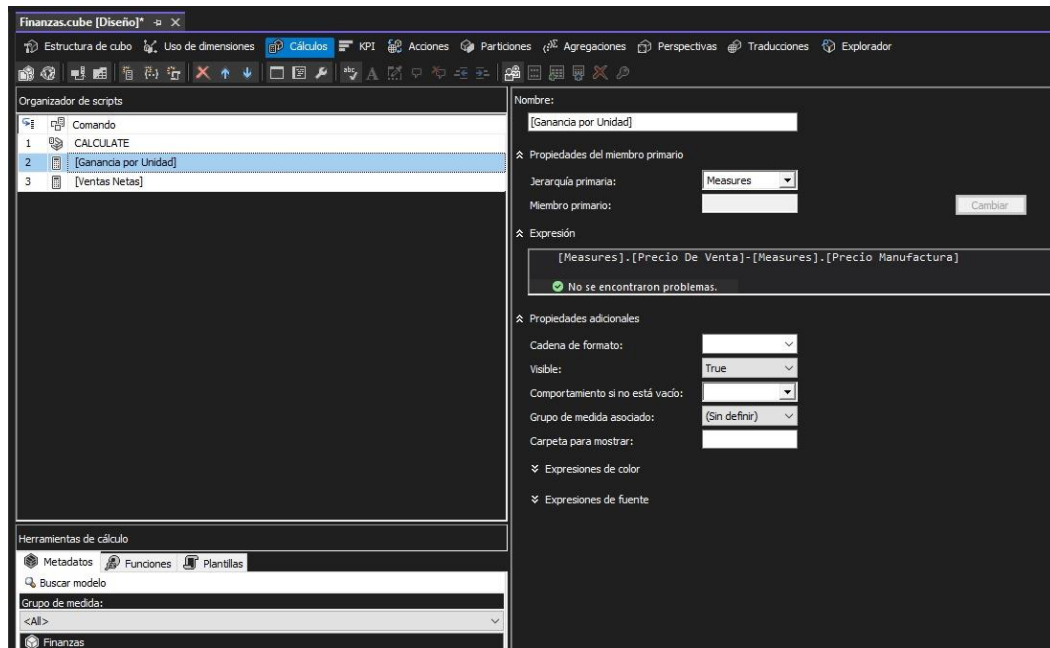 Finanzas.cube [Diseño]*
Estructura de cubo Uso de dimensiones Cálculos KPI Acciones Particiones Agregaciones Perspectivas Traducciones Explorador
Organizador de scripts
Comando
1 CALCULATE
2 [Ganancia por Unidad]
3 [Ventas Netas]
Herramientas de cálculo
Metadatos Funciones Plantillas
Buscar modelo
Grupo de medida:
<All>
Finanzas
Nombre:
[Ganancia por Unidad]
Propiedades del miembro primario
Jerarquía primaria: Measures
Miembro primario: Cambiar
Expresión
[Measures].[Precio De Venta]-[Measures].[Precio Manufactura]
No se encontraron problemas.
Propiedades adicionales
Cadena de formato:
Visible: True
Comportamiento si no está vacío:
Grupo de medida asociado: (Sin definir)
Carpeta para mostrar:
Expresiones de color
Expresiones de fuente